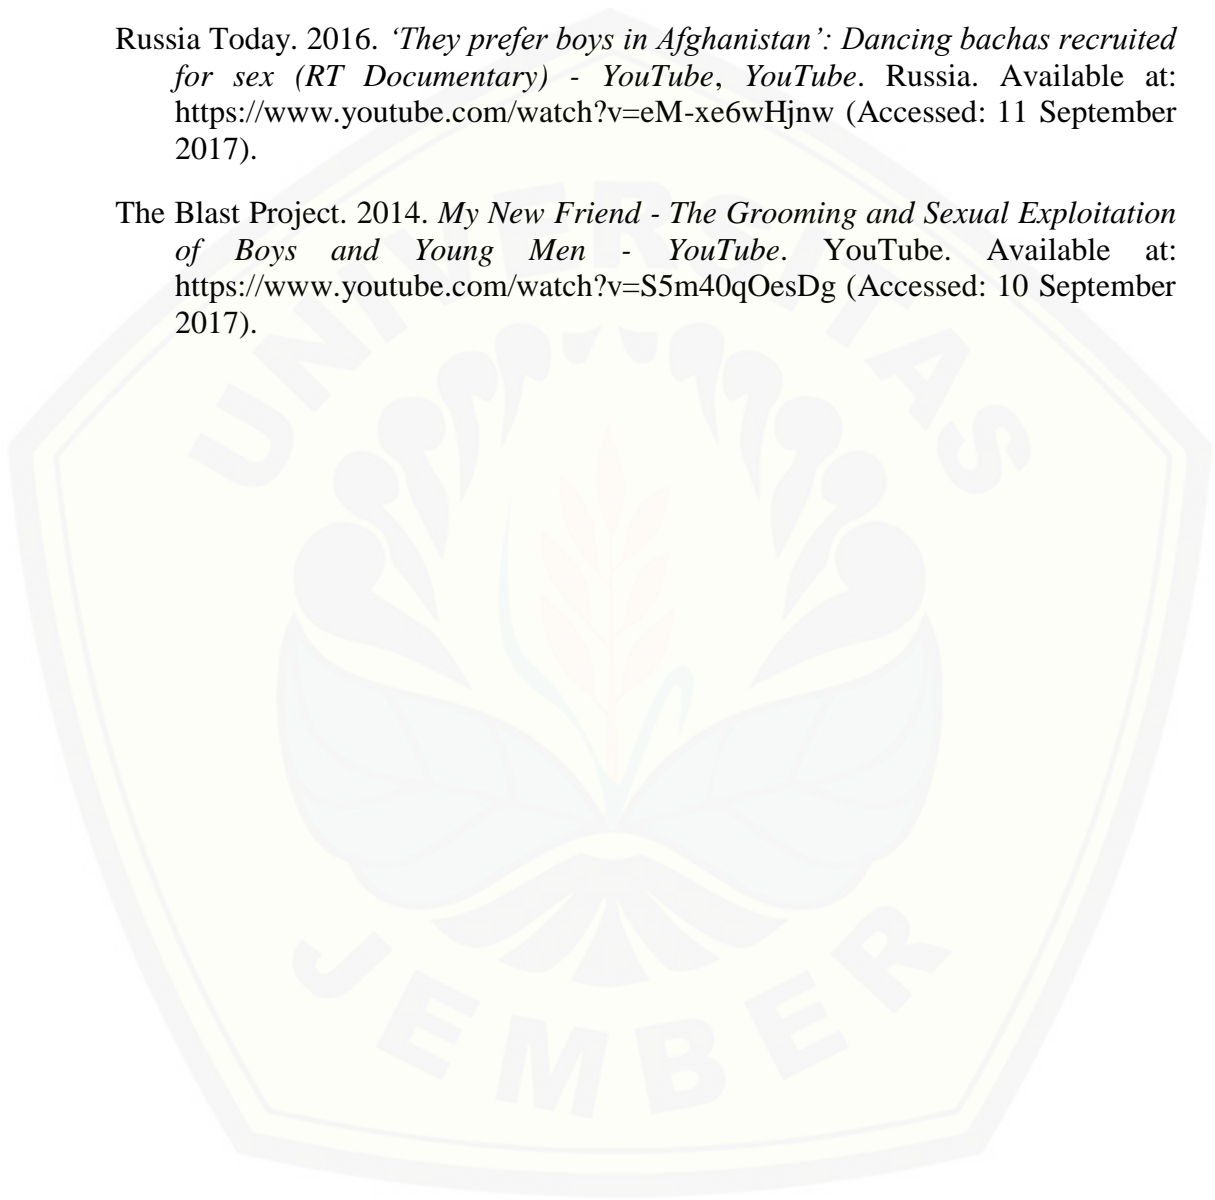 Russia Today. 2016. ‘They prefer boys in Afghanistan’: Dancing bachas recruited
for sex (RT Documentary) - YouTube, YouTube. Russia. Available at:
https://www.youtube.com/watch?v=eM-xe6wHjnw (Accessed: 11 September
2017).
The Blast Project. 2014. My New Friend - The Grooming and Sexual Exploitation
of Boys and Young Men - YouTube. YouTube. Available at:
https://www.youtube.com/watch?v=S5m40qOesDg (Accessed: 10 September
2017).
UNIVERSITAS
JEMBER